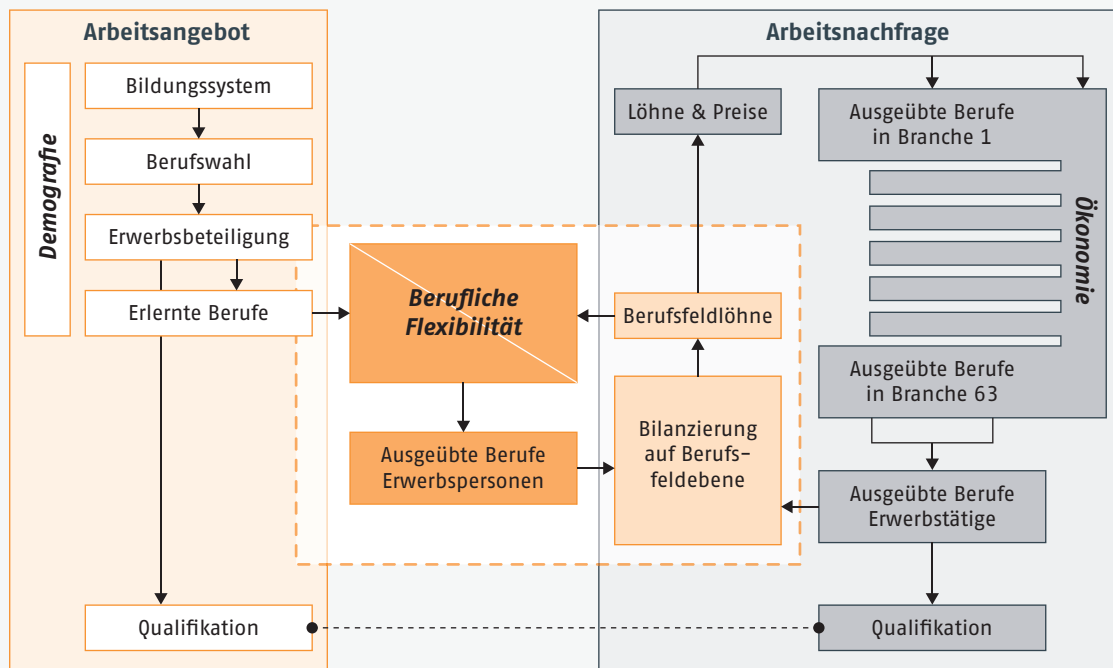 Arbeitsangebot
Demografie
Bildungssystem
Berufswahl
Erwerbsbeteiligung
Erlernte Berufe
Qualifikation
Berufliche
Flexibilität
Ausgeübte Berufe
Erwerbspersonen
Arbeitsnachfrage
Löhne & Preise
Berufsfeldlöhne
Bilanzierung
auf Berufs-
feldebene
Ausgeübte Berufe
in Branche 1
Ökonomie
Ausgeübte Berufe
in Branche 63
Ausgeübte Berufe
Erwerbstätige
Qualifikation